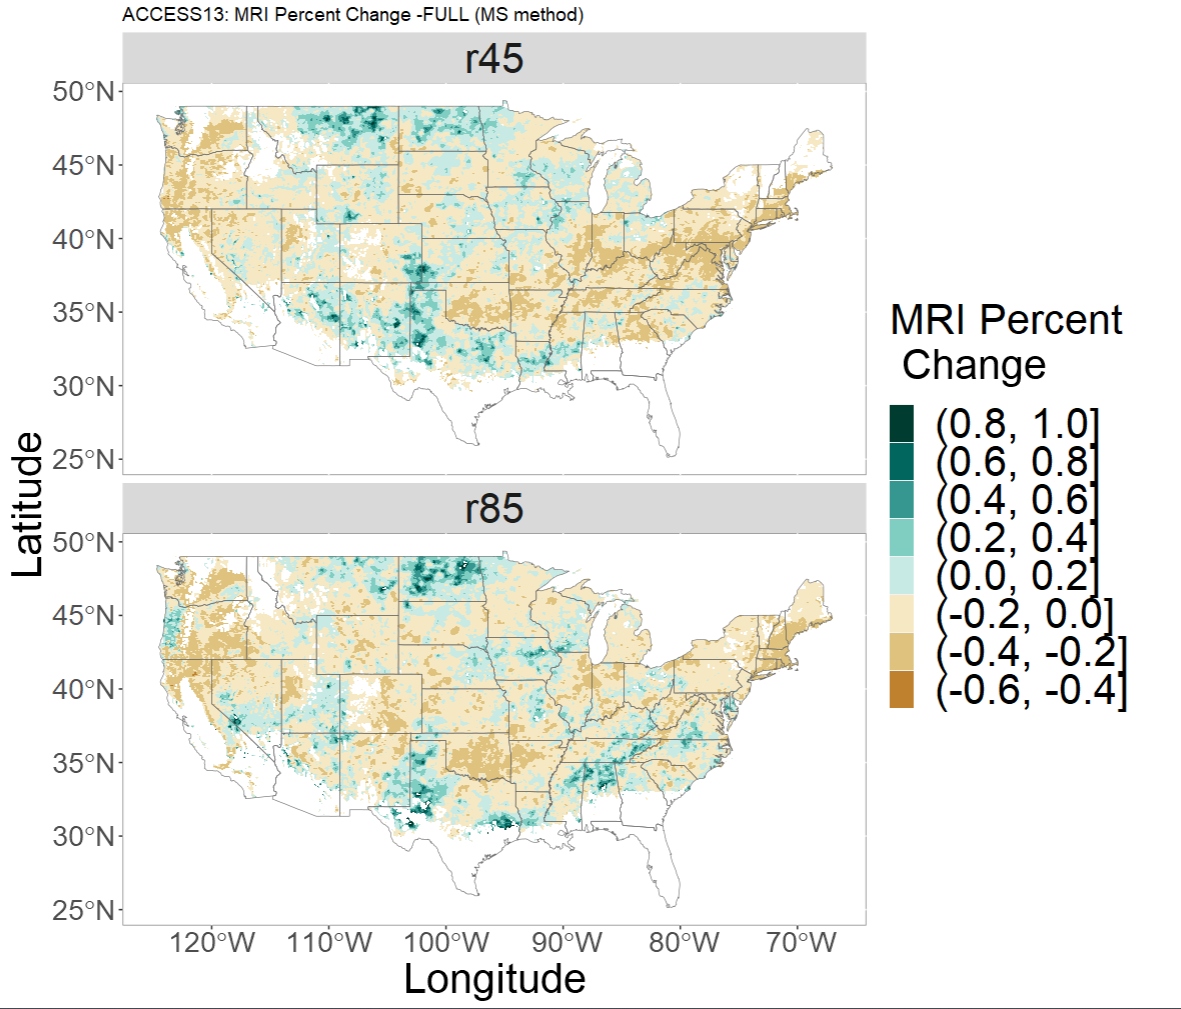 ACCESS13: MRI Percent Change -FULL (MS method)
r45
50°N
45°N
40°N
35°N
30°N
25°N
r85
50°N
45°N
40°N
35°N
30°N
25°N
120°W 110°W 100°W 90°W 80°W 70°W
Longitude
Latitude
MRI Percent
Change
(0.8, 1.0]
(0.6, 0.8]
(0.4, 0.6]
(0.2, 0.4]
(0.0, 0.2]
(-0.2, 0.0]
(-0.4, -0.2]
(-0.6, -0.4]